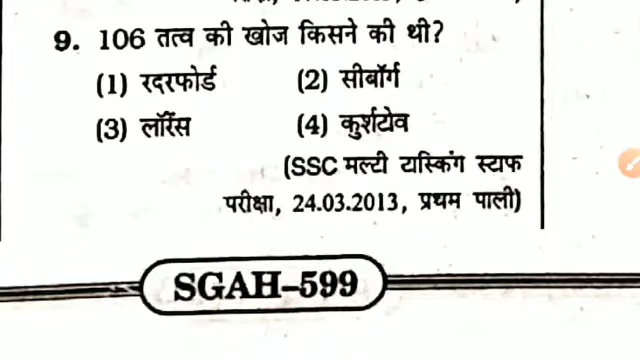 9. 106 तत्व की खोज किसने की थी?
(1) रदरफोर्ड (2) सीबॉर्ग
(3) लॉरेंस (4) कुर्शटोव
(SSC मल्टी टास्किंग स्टाफ
परीक्षा, 24.03.2013, प्रथम पाली)
SGAH–599